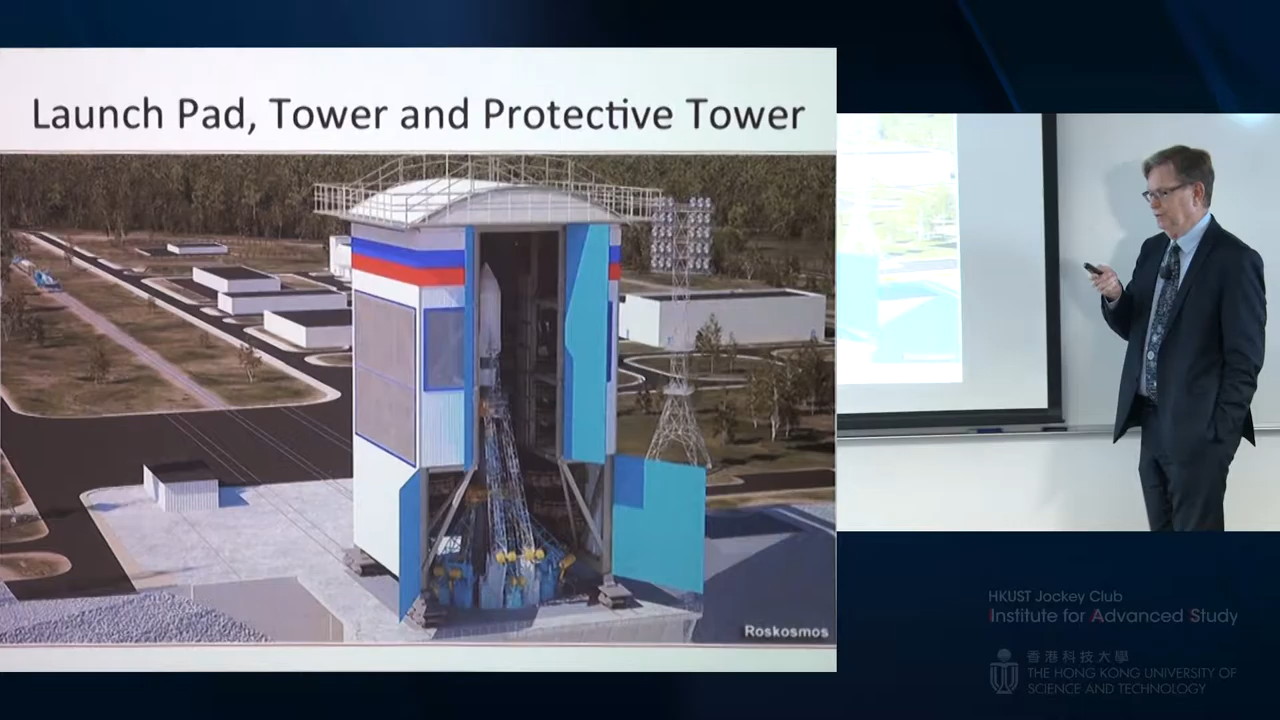 Launch Pad, Tower and Protective Tower
Roskosmos
HKUST Jockey Club
Institute for Advanced Study
香港科技大學
THE HONG KONG UNIVERSITY OF
SCIENCE AND TECHNOLOGY